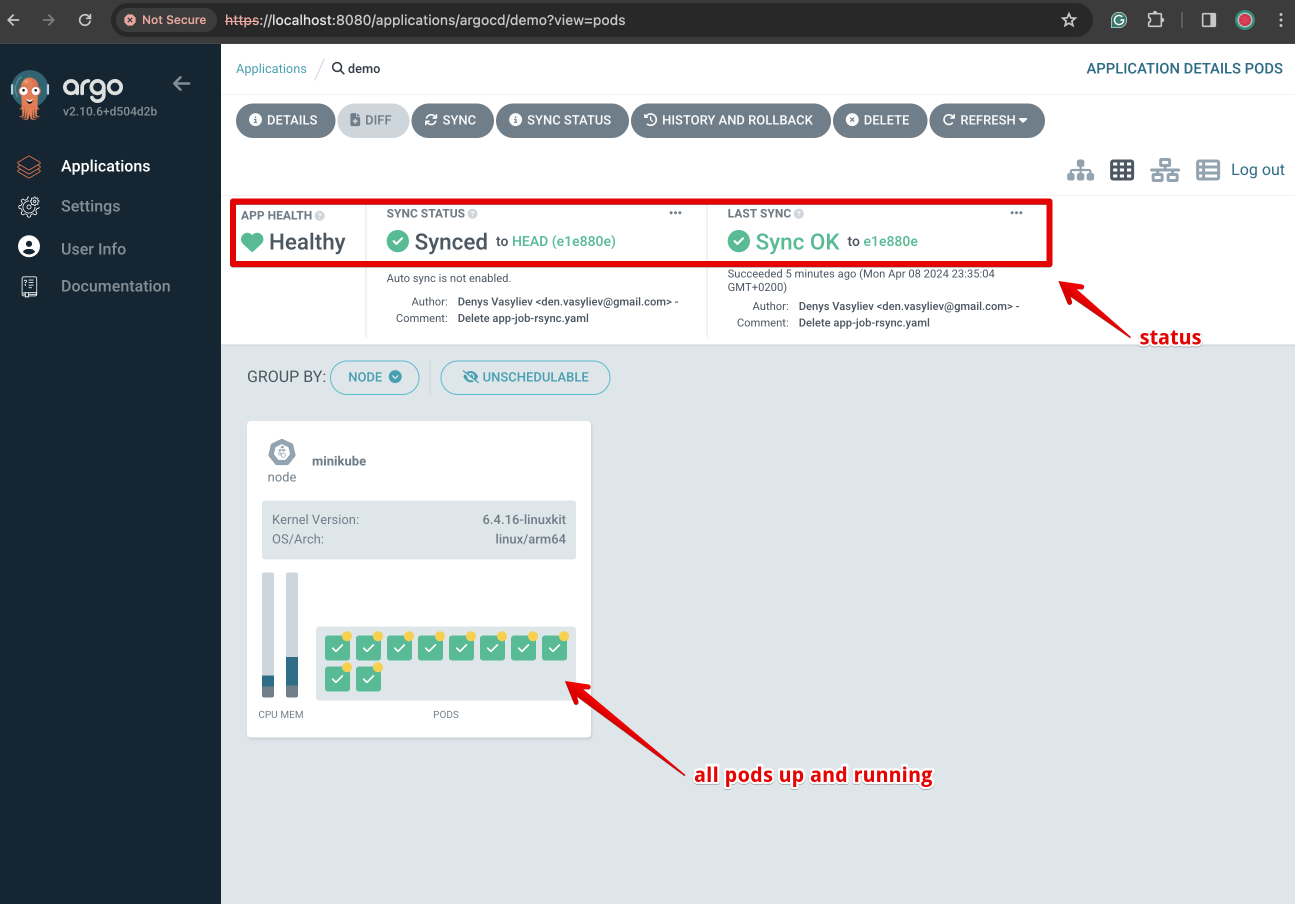 Not Secure https://localhost:8080/applications/argocd/demo?view=pods
argo
v2.10.6+d504d2b
Applications
Settings
User Info
Documentation
Applications / demo
APPLICATION DETAILS PODS
DETAILS DIFF SYNC SYNC STATUS HISTORY AND ROLLBACK DELETE REFRESH
Log out
APP HEALTH
Healthy
SYNC STATUS
Synced to HEAD (e1e880e)
Auto sync is not enabled.
Author: Denys Vasyliev <den.vasyliev@gmail.com> -
Comment: Delete app-job-rsync.yaml
LAST SYNC
Sync OK to e1e880e
Succeeded 5 minutes ago (Mon Apr 08 2024 23:35:04
GMT+0200)
Author: Denys Vasyliev <den.vasyliev@gmail.com> -
Comment: Delete app-job-rsync.yaml
status
GROUP BY: NODE UNSCHEDULABLE
minikube
node
Kernel Version: 6.4.16-linuxkit
OS/Arch: linux/arm64
CPU MEM PODS
all pods up and running